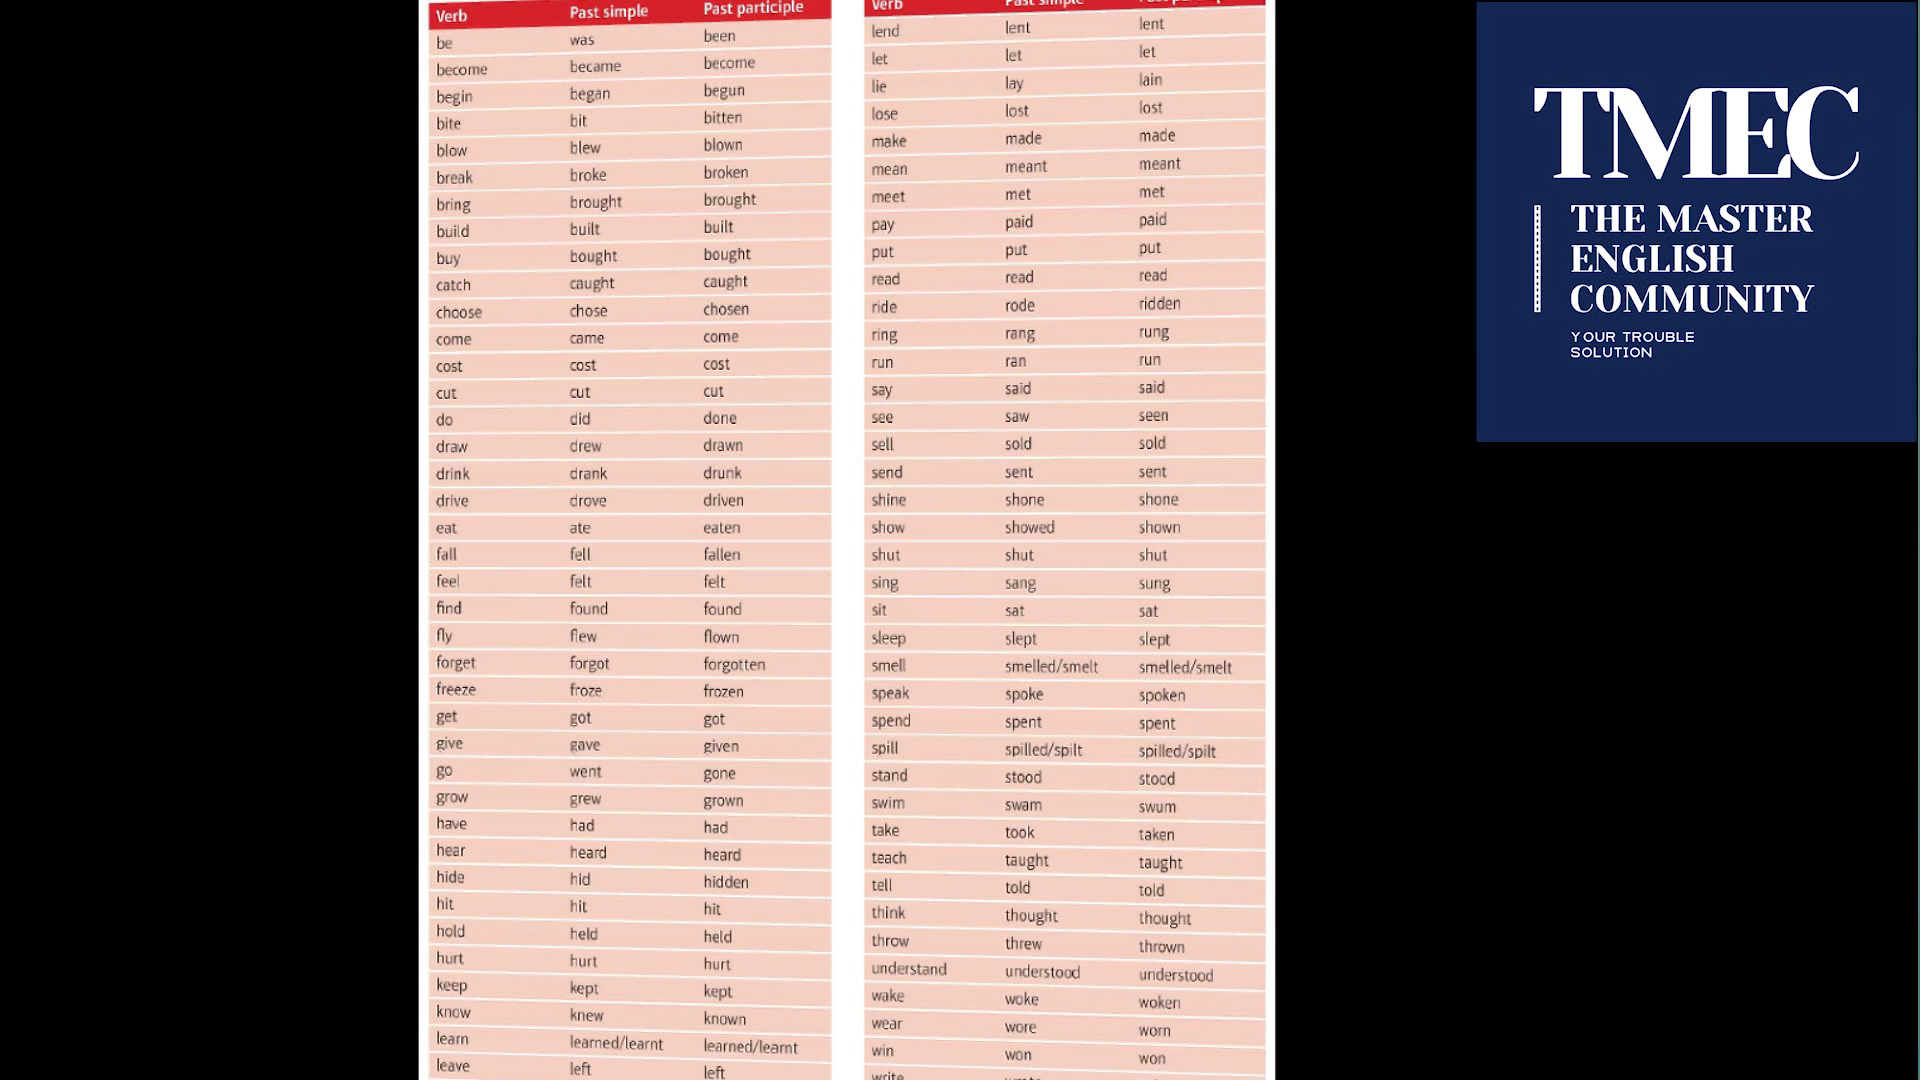 Verb Past simple Past participle
be was been
become became become
begin began begun
bite bit bitten
blow blew blown
break broke broken
bring brought brought
build built built
buy bought bought
catch caught caught
choose chose chosen
come came come
cost cost cost
cut cut cut
do did done
draw drew drawn
drink drank drunk
drive drove driven
eat ate eaten
fall fell fallen
feel felt felt
find found found
fly flew flown
forget forgot forgotten
freeze froze frozen
get got got
give gave given
go went gone
grow grew grown
have had had
hear heard heard
hide hid hidden
hit hit hit
hold held held
hurt hurt hurt
keep kept kept
know knew known
learn learned/learnt learned/learnt
leave left left
Verb Past simple
lend lent lent
let let let
lie lay lain
lose lost lost
make made made
mean meant meant
meet met met
pay paid paid
put put put
read read read
ride rode ridden
ring rang rung
run ran run
say said said
see saw seen
sell sold sold
send sent sent
shine shone shone
show showed shown
shut shut shut
sing sang sung
sit sat sat
sleep slept slept
smell smelled/smelt smelled/smelt
speak spoke spoken
spend spent spent
spill spilled/spilt spilled/spilt
stand stood stood
swim swam swum
take took taken
teach taught taught
tell told told
think thought thought
throw threw thrown
understand understood understood
wake woke woken
wear wore worn
win won won
write
TMEC
THE MASTER
ENGLISH
COMMUNITY
YOUR TROUBLE
SOLUTION